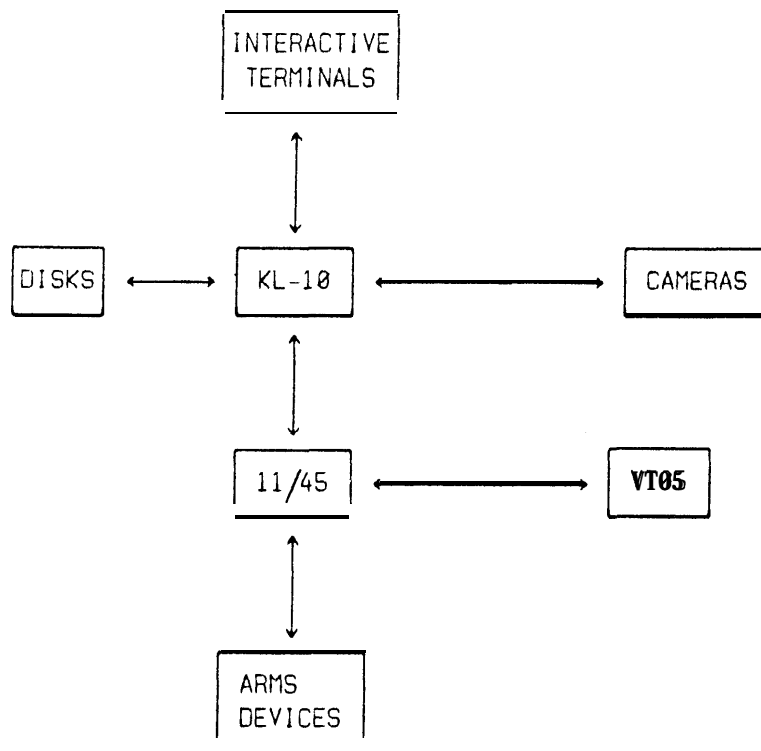 INTERACTIVE
TERMINALS
DISKS
KL-10
CAMERAS
11/45
VT05
ARMS
DEVICES